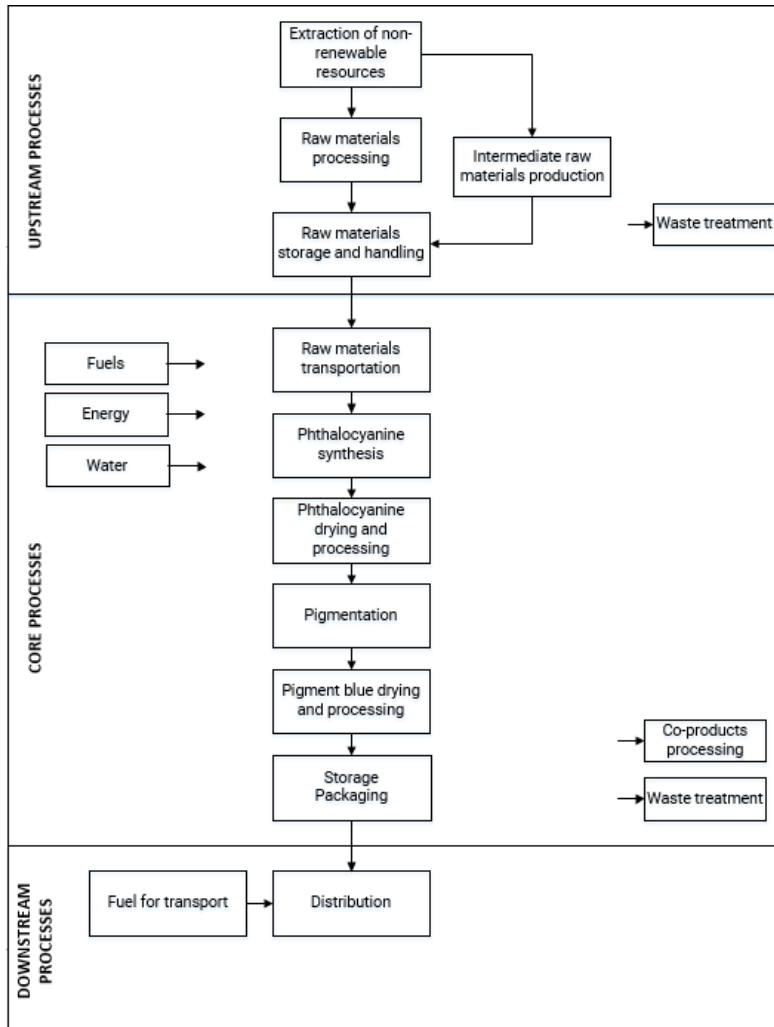 UPSTREAM PROCESSES
Extraction of non-
renewable
resources
Raw materials
processing
Intermediate raw
materials production
Raw materials
storage and handling
Waste treatment
CORE PROCESSES
Fuels
Energy
Water
Raw materials
transportation
Phthalocyanine
synthesis
Phthalocyanine
drying and
processing
Pigmentation
Pigment blue drying
and processing
Co-products
processing
Storage
Packaging
Waste treatment
DOWNSTREAM
PROCESSES
Fuel for transport
Distribution